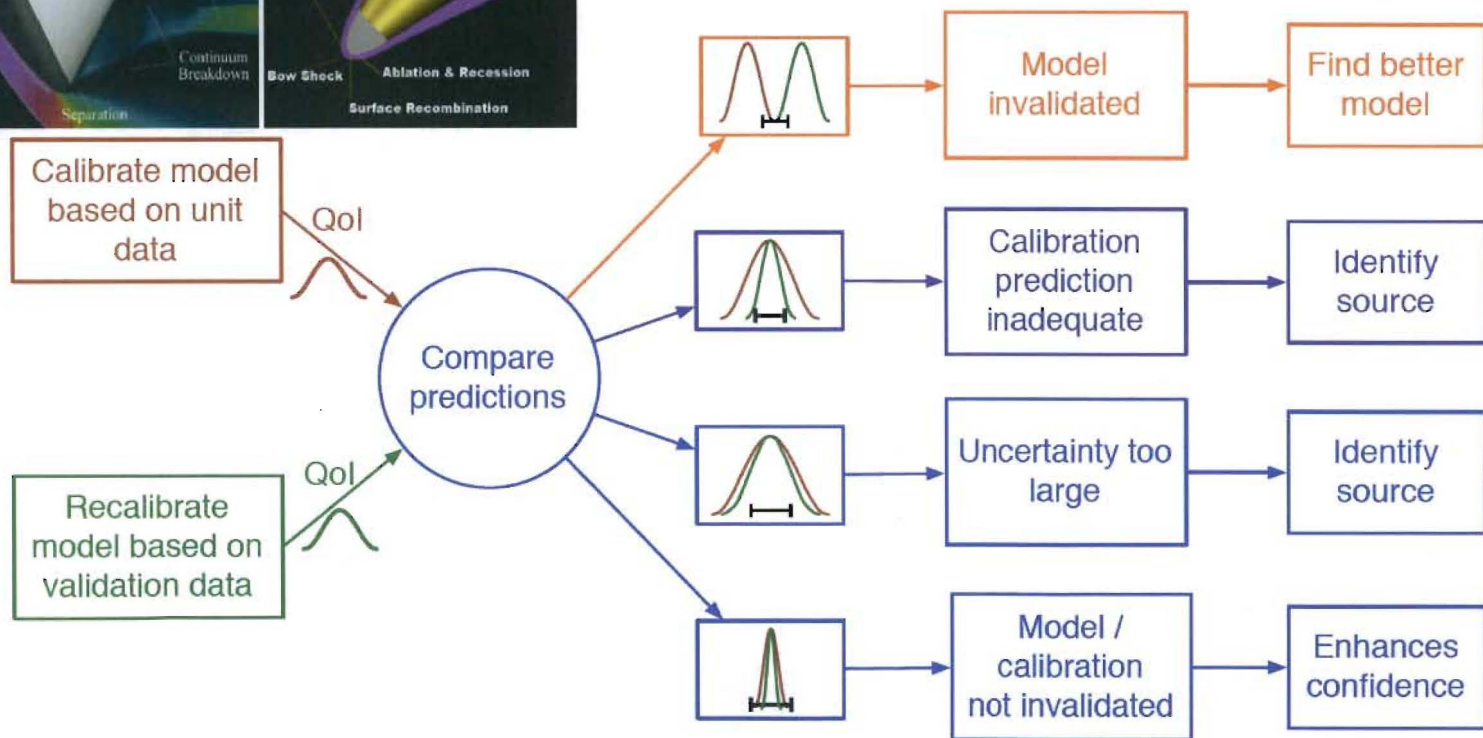 Continuum
Breakdown
Separation
Bow Shock
Ablation & Recession
Surface Recombination
Calibrate model
based on unit
data
QoI
Recalibrate
model based on
validation data
QoI
Compare
predictions
Model
invalidated
Find better
model
Calibration
prediction
inadequate
Identify
source
Uncertainty too
large
Identify
source
Model /
calibration
not invalidated
Enhances
confidence